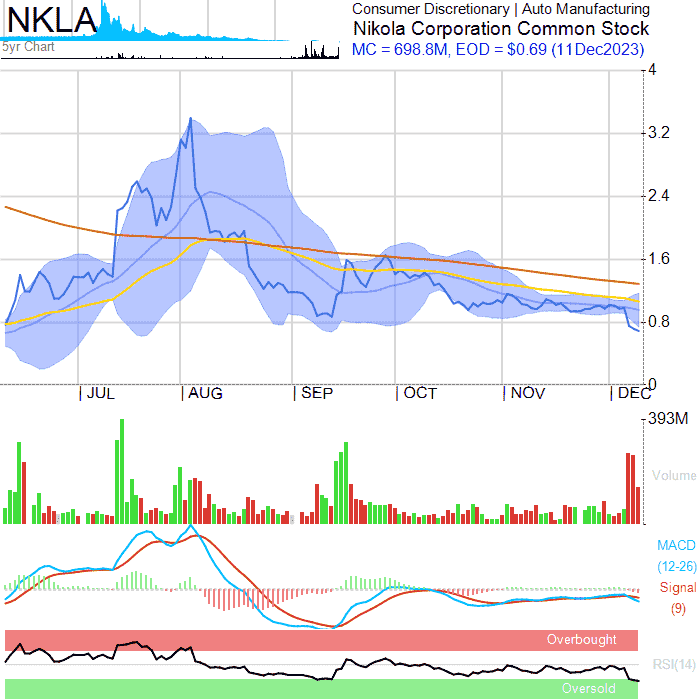 NKLA
5yr Chart
Consumer Discretionary | Auto Manufacturing
Nikola Corporation Common Stock
MC = 698.8M, EOD = $0.69 (11Dec2023)
4
3.2
2.4
1.6
0.8
0
JUL AUG SEP OCT NOV DEC
393M
Volume
MACD
(12-26)
Signal
(9)
Overbought
RSI(14)
Oversold